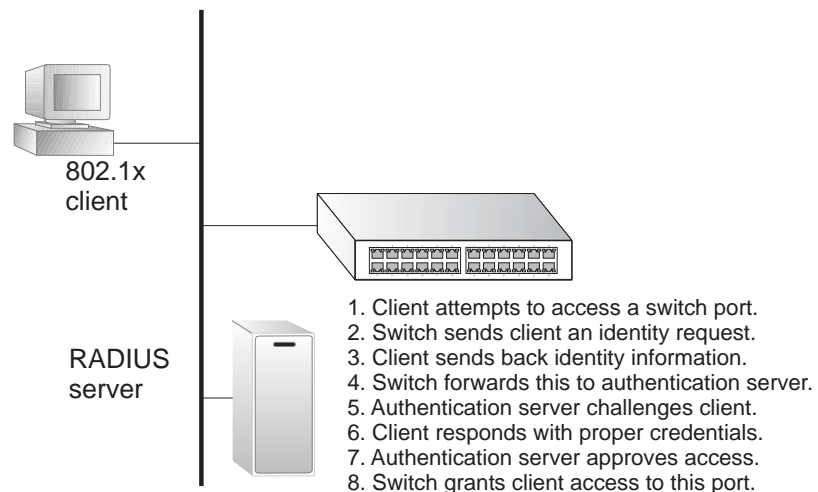 802.1x
client
RADIUS
server
1. Client attempts to access a switch port.
2. Switch sends client an identity request.
3. Client sends back identity information.
4. Switch forwards this to authentication server.
5. Authentication server challenges client.
6. Client responds with proper credentials.
7. Authentication server approves access.
8. Switch grants client access to this port.